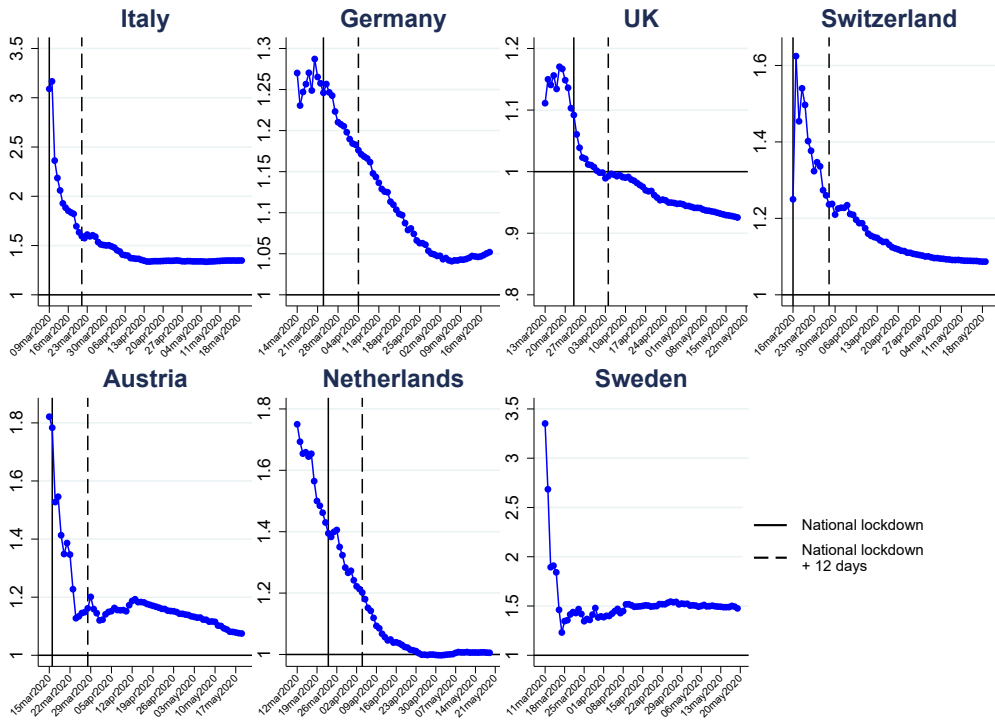 Italy
Germany
UK
Switzerland
3.5
3
2.5
2
1.5
1
09mar2020
16mar2020
23mar2020
30mar2020
06apr2020
13apr2020
20apr2020
27apr2020
04may2020
11may2020
18may2020
1.3
1.25
1.2
1.15
1.1
1.05
1
14mar2020
21mar2020
28mar2020
04apr2020
11apr2020
18apr2020
25apr2020
02may2020
09may2020
16may2020
1.2
1.1
1
.9
.8
13mar2020
20mar2020
27mar2020
03apr2020
10apr2020
17apr2020
24apr2020
01may2020
08may2020
15may2020
22may2020
1.6
1.4
1.2
1
16mar2020
23mar2020
30mar2020
06apr2020
13apr2020
20apr2020
27apr2020
04may2020
11may2020
18may2020
Austria
Netherlands
Sweden
1.8
1.6
1.4
1.2
1
15mar2020
22mar2020
29mar2020
05apr2020
12apr2020
19apr2020
26apr2020
03may2020
10may2020
17may2020
1.8
1.6
1.4
1.2
1
12mar2020
19mar2020
26mar2020
02apr2020
09apr2020
16apr2020
23apr2020
30apr2020
07may2020
14may2020
21may2020
3.5
3
2.5
2
1.5
1
11mar2020
18mar2020
25mar2020
01apr2020
08apr2020
15apr2020
22apr2020
29apr2020
06may2020
13may2020
20may2020
National lockdown
National lockdown
+ 12 days